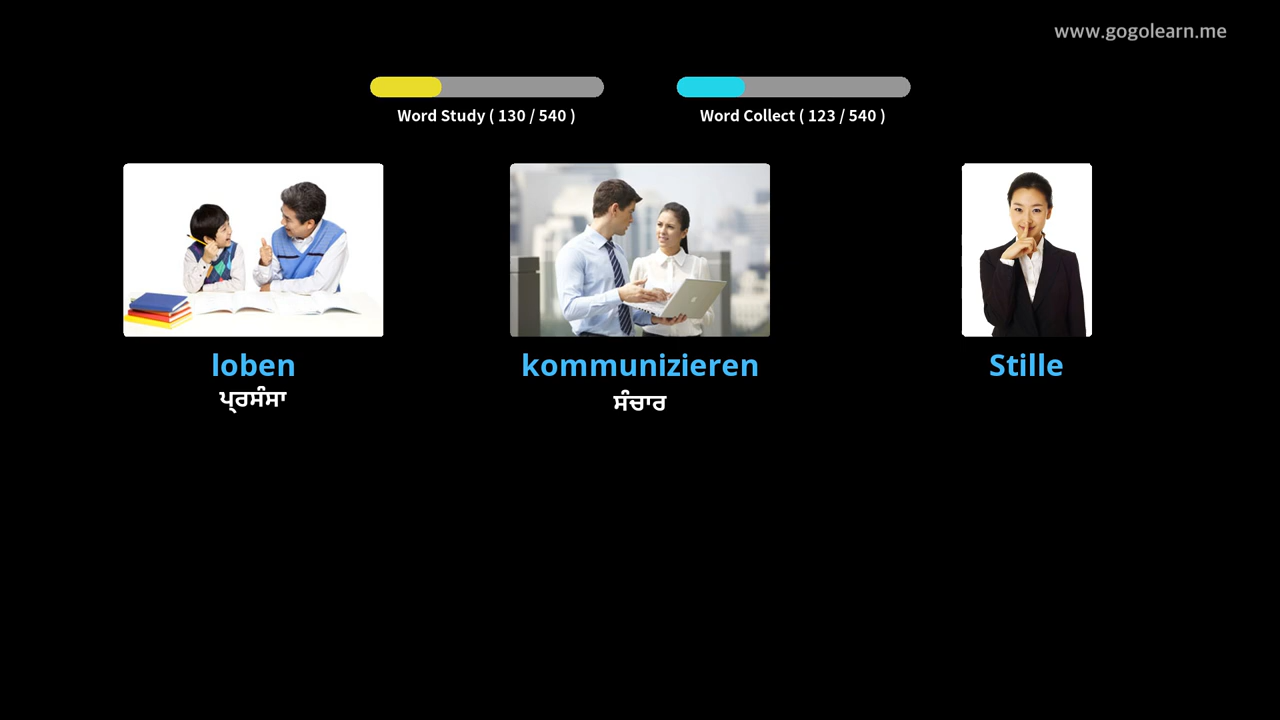 www.gogolearn.me
Word Study ( 130 / 540 )
Word Collect ( 123 / 540 )
loben
kommunizieren
Stille
ਪ੍ਰਸੰਸਾ
ਸੰਚਾਰ